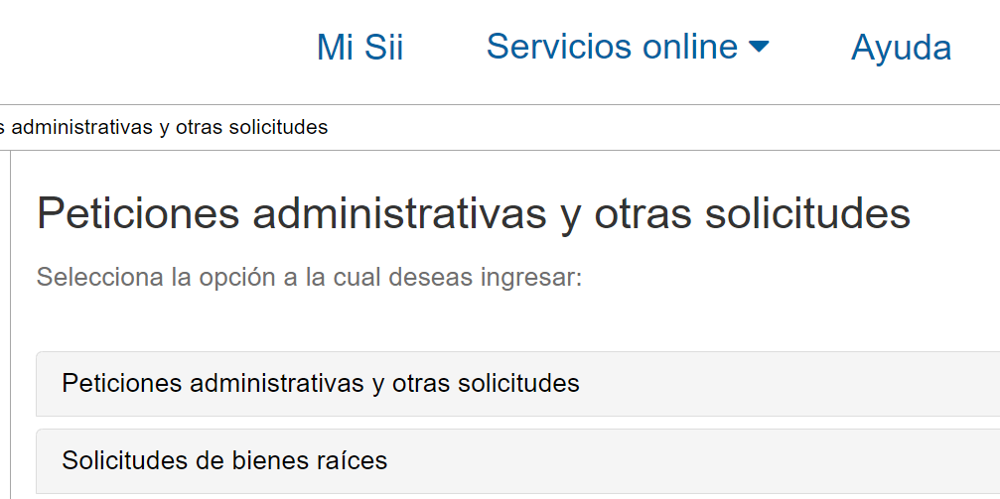 Mi Sii Servicios online Ayuda
s administrativas y otras solicitudes
Peticiones administrativas y otras solicitudes
Selecciona la opción a la cual deseas ingresar:
Peticiones administrativas y otras solicitudes
Solicitudes de bienes raíces